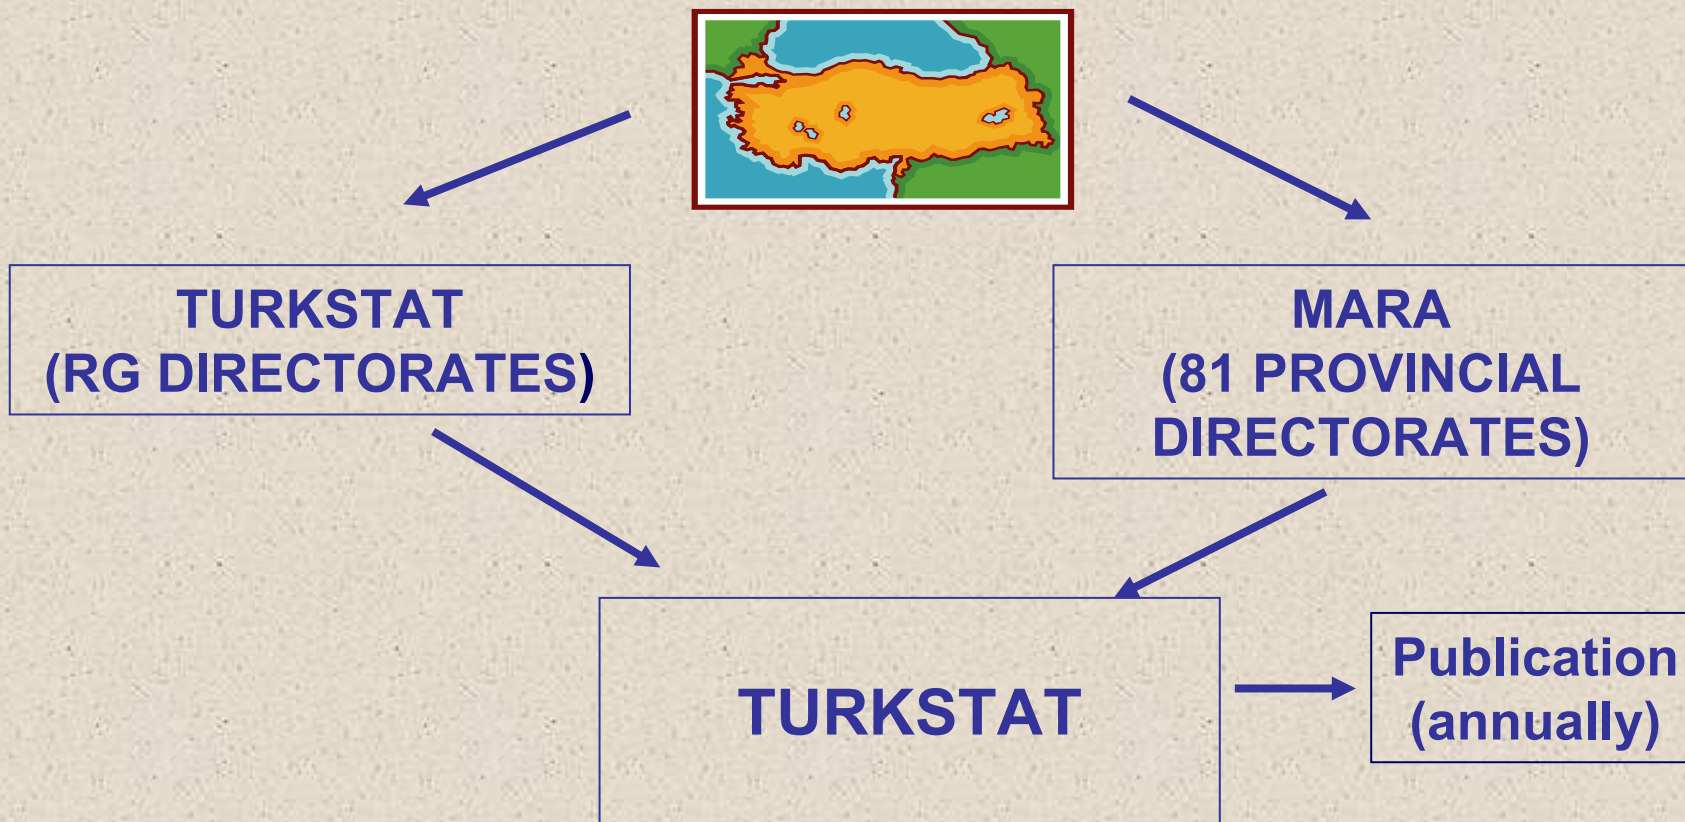 TURKSTAT
(RG DIRECTORATES)
MARA
(81 PROVINCIAL
DIRECTORATES)
TURKSTAT
Publication
(annually)